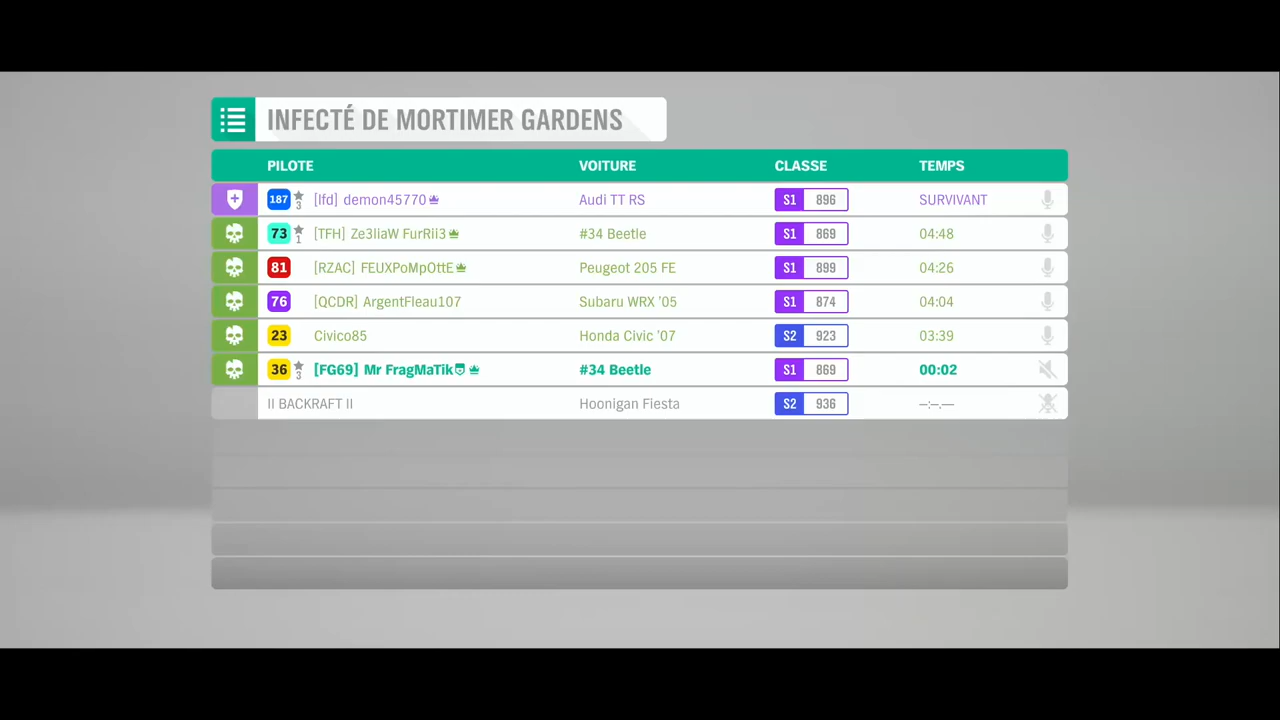 INFECTÉ DE MORTIMER GARDENS
PILOTE VOITURE CLASSE TEMPS
187 3 [lfd] demon45770 Audi TT RS S1 896 SURVIVANT
73 1 [TFH] Ze3liaW FurRii3 #34 Beetle S1 869 04:48
81 [RZAC] FEUXPoMpOttE Peugeot 205 FE S1 899 04:26
76 [QCDR] ArgentFleau107 Subaru WRX '05 S1 874 04:04
23 Civico85 Honda Civic '07 S2 923 03:39
36 3 [FG69] Mr FragMaTik #34 Beetle S1 869 00:02
II BACKRAFT II Hoonigan Fiesta S2 936 –:–.––